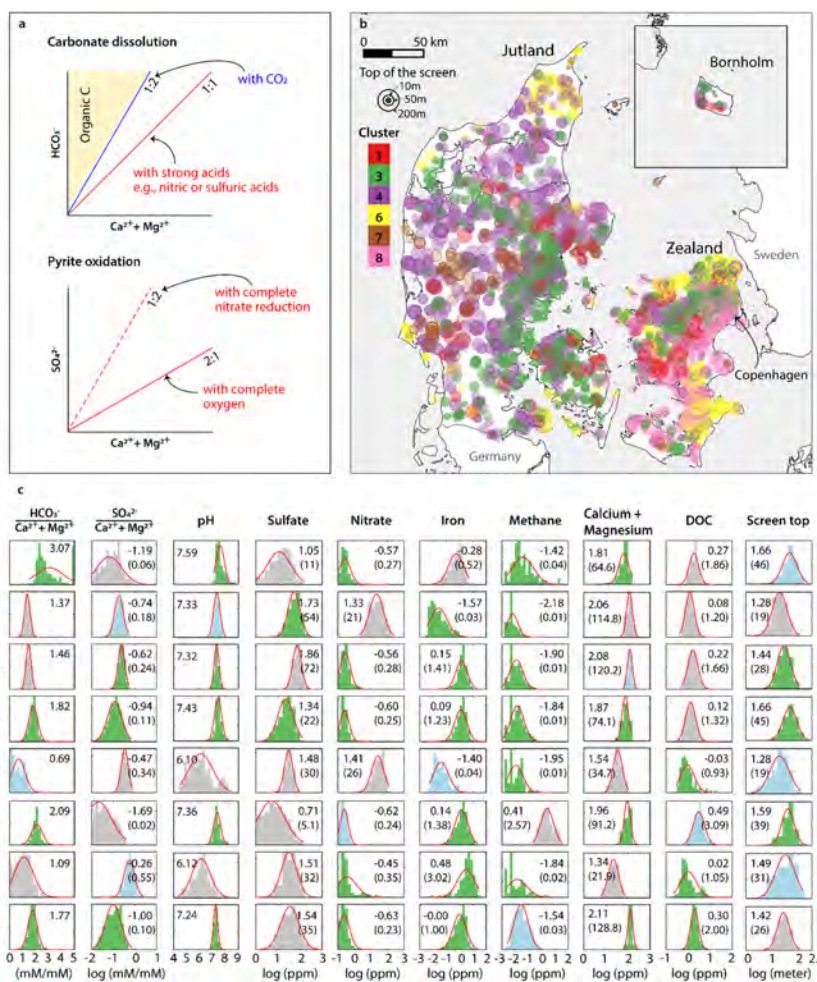 a
Carbonate dissolution
Organic C
1:2
1:1
with CO₂
with strong acids
e.g., nitric or sulfuric acids
HCO₃⁻
Ca²⁺+ Mg²⁺
Pyrite oxidation
1:2
with complete
nitrate reduction
2:1
with complete
oxygen
SO₄²⁻
Ca²⁺+ Mg²⁺
b
0 50 km
Jutland
Bornholm
Top of the screen
10m
50m
200m
Cluster
1
3
4
6
7
8
Zealand
Sweden
Copenhagen
Germany
c
HCO₃⁻ / Ca²⁺+ Mg²⁺ SO₄²⁻ / Ca²⁺+ Mg²⁺ pH Sulfate Nitrate Iron Methane Calcium + Magnesium DOC Screen top
3.07 -1.19 (0.06) 7.59 1.05 (11) -0.57 (0.27) -0.28 (0.52) -1.42 (0.04) 1.81 (64.6) 0.27 (1.86) 1.66 (46)
1.37 -0.74 (0.18) 7.33 1.73 (54) 1.33 (21) -1.57 (0.03) -2.18 (0.01) 2.06 (114.8) 0.08 (1.20) 1.28 (19)
1.46 -0.62 (0.24) 7.32 1.86 (72) -0.56 (0.28) 0.15 (1.41) -1.90 (0.01) 2.08 (120.2) 0.22 (1.66) 1.44 (28)
1.82 -0.94 (0.11) 7.43 1.34 (22) -0.60 (0.25) 0.09 (1.23) -1.84 (0.01) 1.87 (74.1) 0.12 (1.32) 1.66 (45)
0.69 -0.47 (0.34) 6.10 1.48 (30) 1.41 (26) -1.40 (0.04) -1.95 (0.01) 1.54 (34.7) -0.03 (0.93) 1.28 (19)
2.09 -1.69 (0.02) 7.36 0.71 (5.1) -0.62 (0.24) 0.14 (1.38) 0.41 (2.57) 1.96 (91.2) 0.49 (3.09) 1.59 (39)
1.09 -0.26 (0.55) 6.12 1.51 (32) -0.45 (0.35) 0.48 (3.02) -1.84 (0.02) 1.34 (21.9) 0.02 (1.05) 1.49 (31)
1.77 -1.00 (0.10) 7.24 1.54 (35) -0.63 (0.23) -0.00 (1.00) -1.54 (0.03) 2.11 (128.8) 0.30 (2.00) 1.42 (26)
0 1 2 3 4 5 -2 -1 0 1 4 5 6 7 8 9 0 1 2 3 -1 0 1 2 3 -3 -2 -1 0 1 2 -3 -2 -1 0 1 2 0 1 2 3 -1 0 1 2 0 1 2
(mM/mM) log (mM/mM) log (ppm) log (ppm) log (ppm) log (ppm) log (ppm) log (ppm) log (meter)